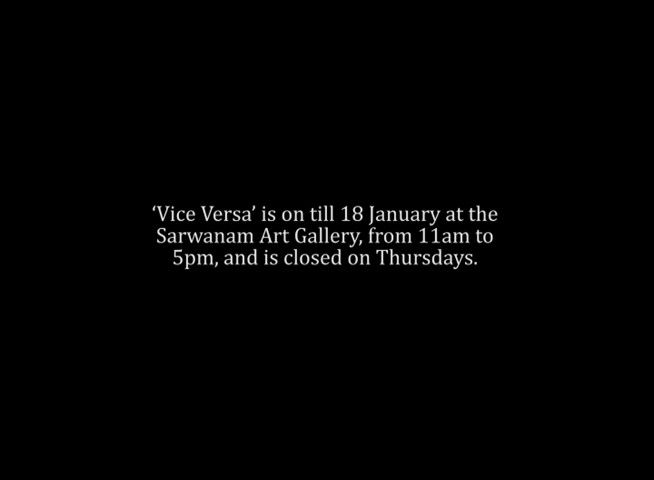 ‘Vice Versa’ is on till 18 January at the
Sarwanam Art Gallery, from 11am to
5pm, and is closed on Thursdays.